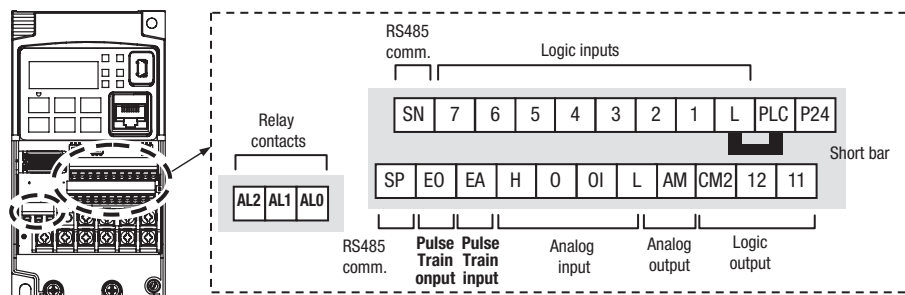 RS485
comm.
Logic inputs
SN 7 6 5 4 3 2 1 L PLC P24
Short bar
Relay
contacts
AL2 AL1 AL0
SP EO EA H O OI L AM CM2 12 11
RS485
comm.
Pulse
Train
onput
Pulse
Train
input
Analog
input
Analog
output
Logic
output